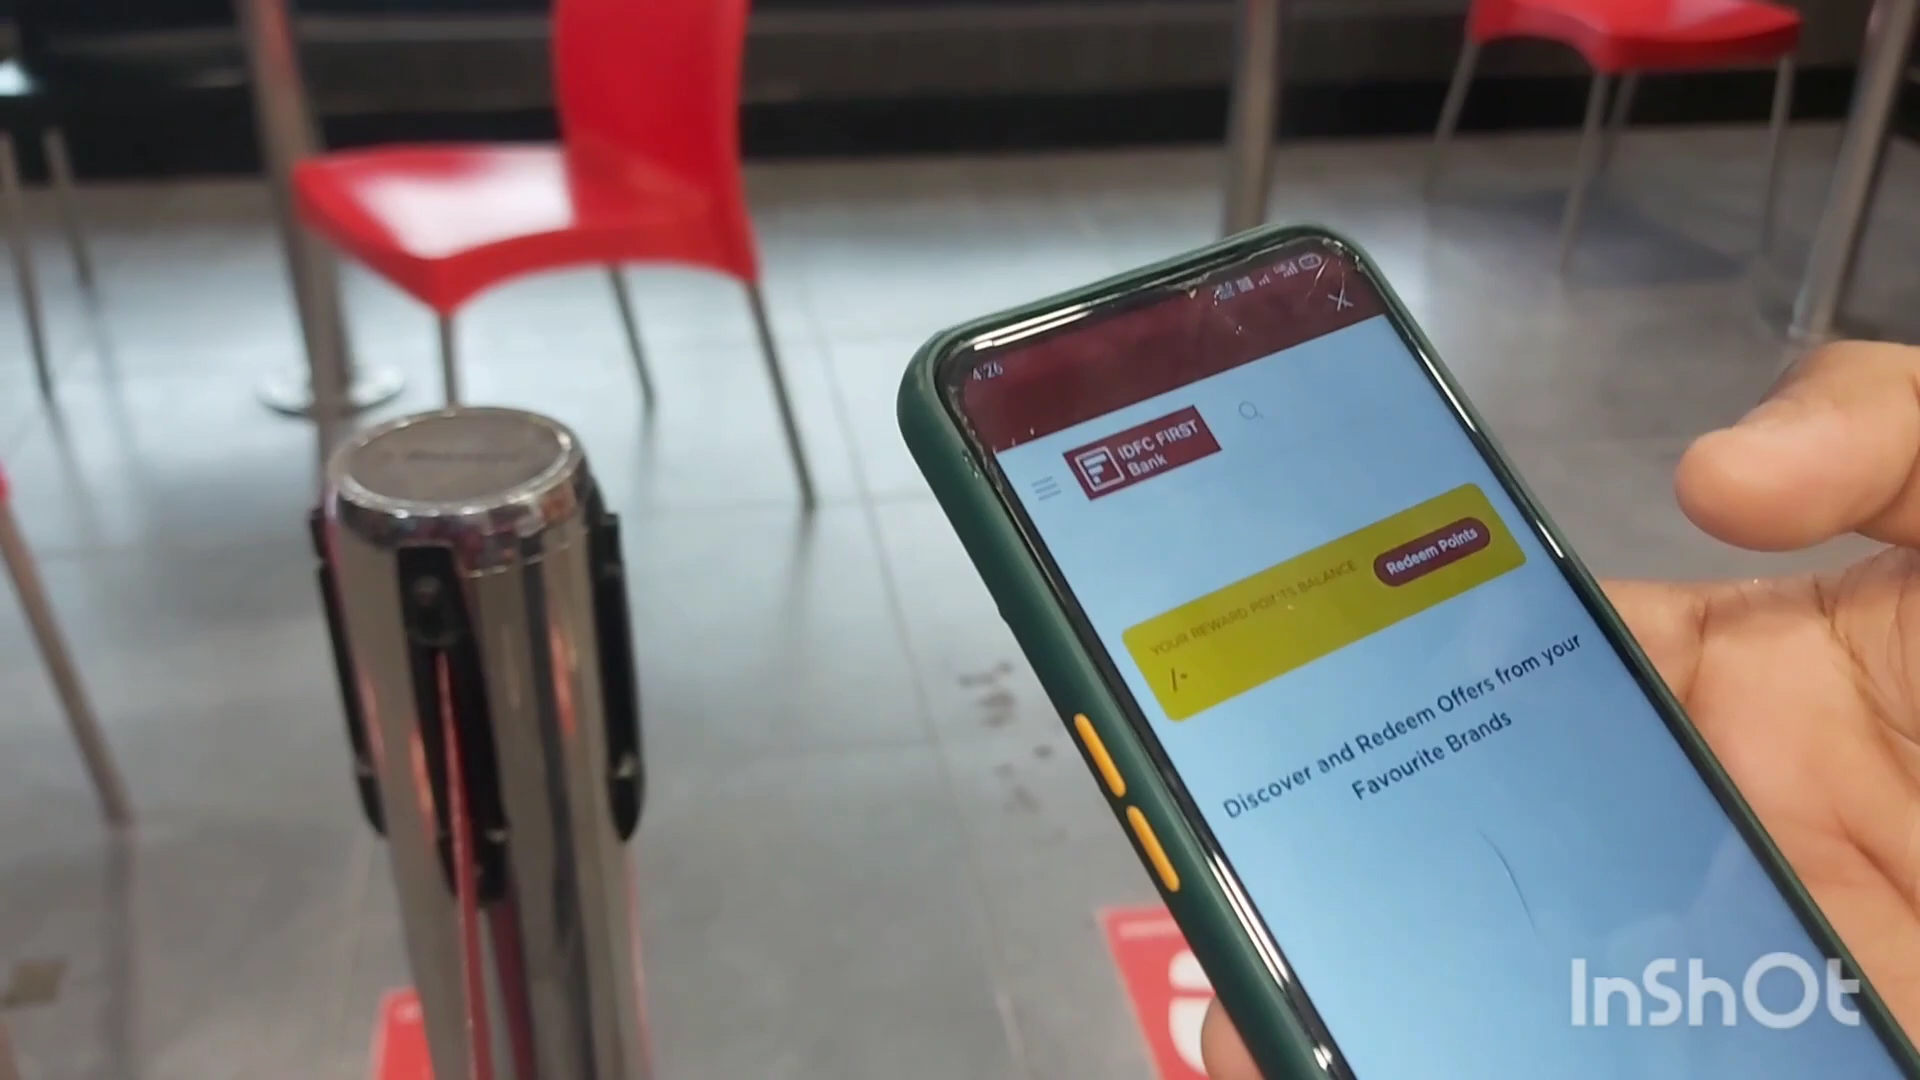 4:26
IDFC FIRST
Bank
YOUR REWARD POINTS BALANCE
/-
Redeem Points
Discover and Redeem Offers from your
Favourite Brands
InShOt